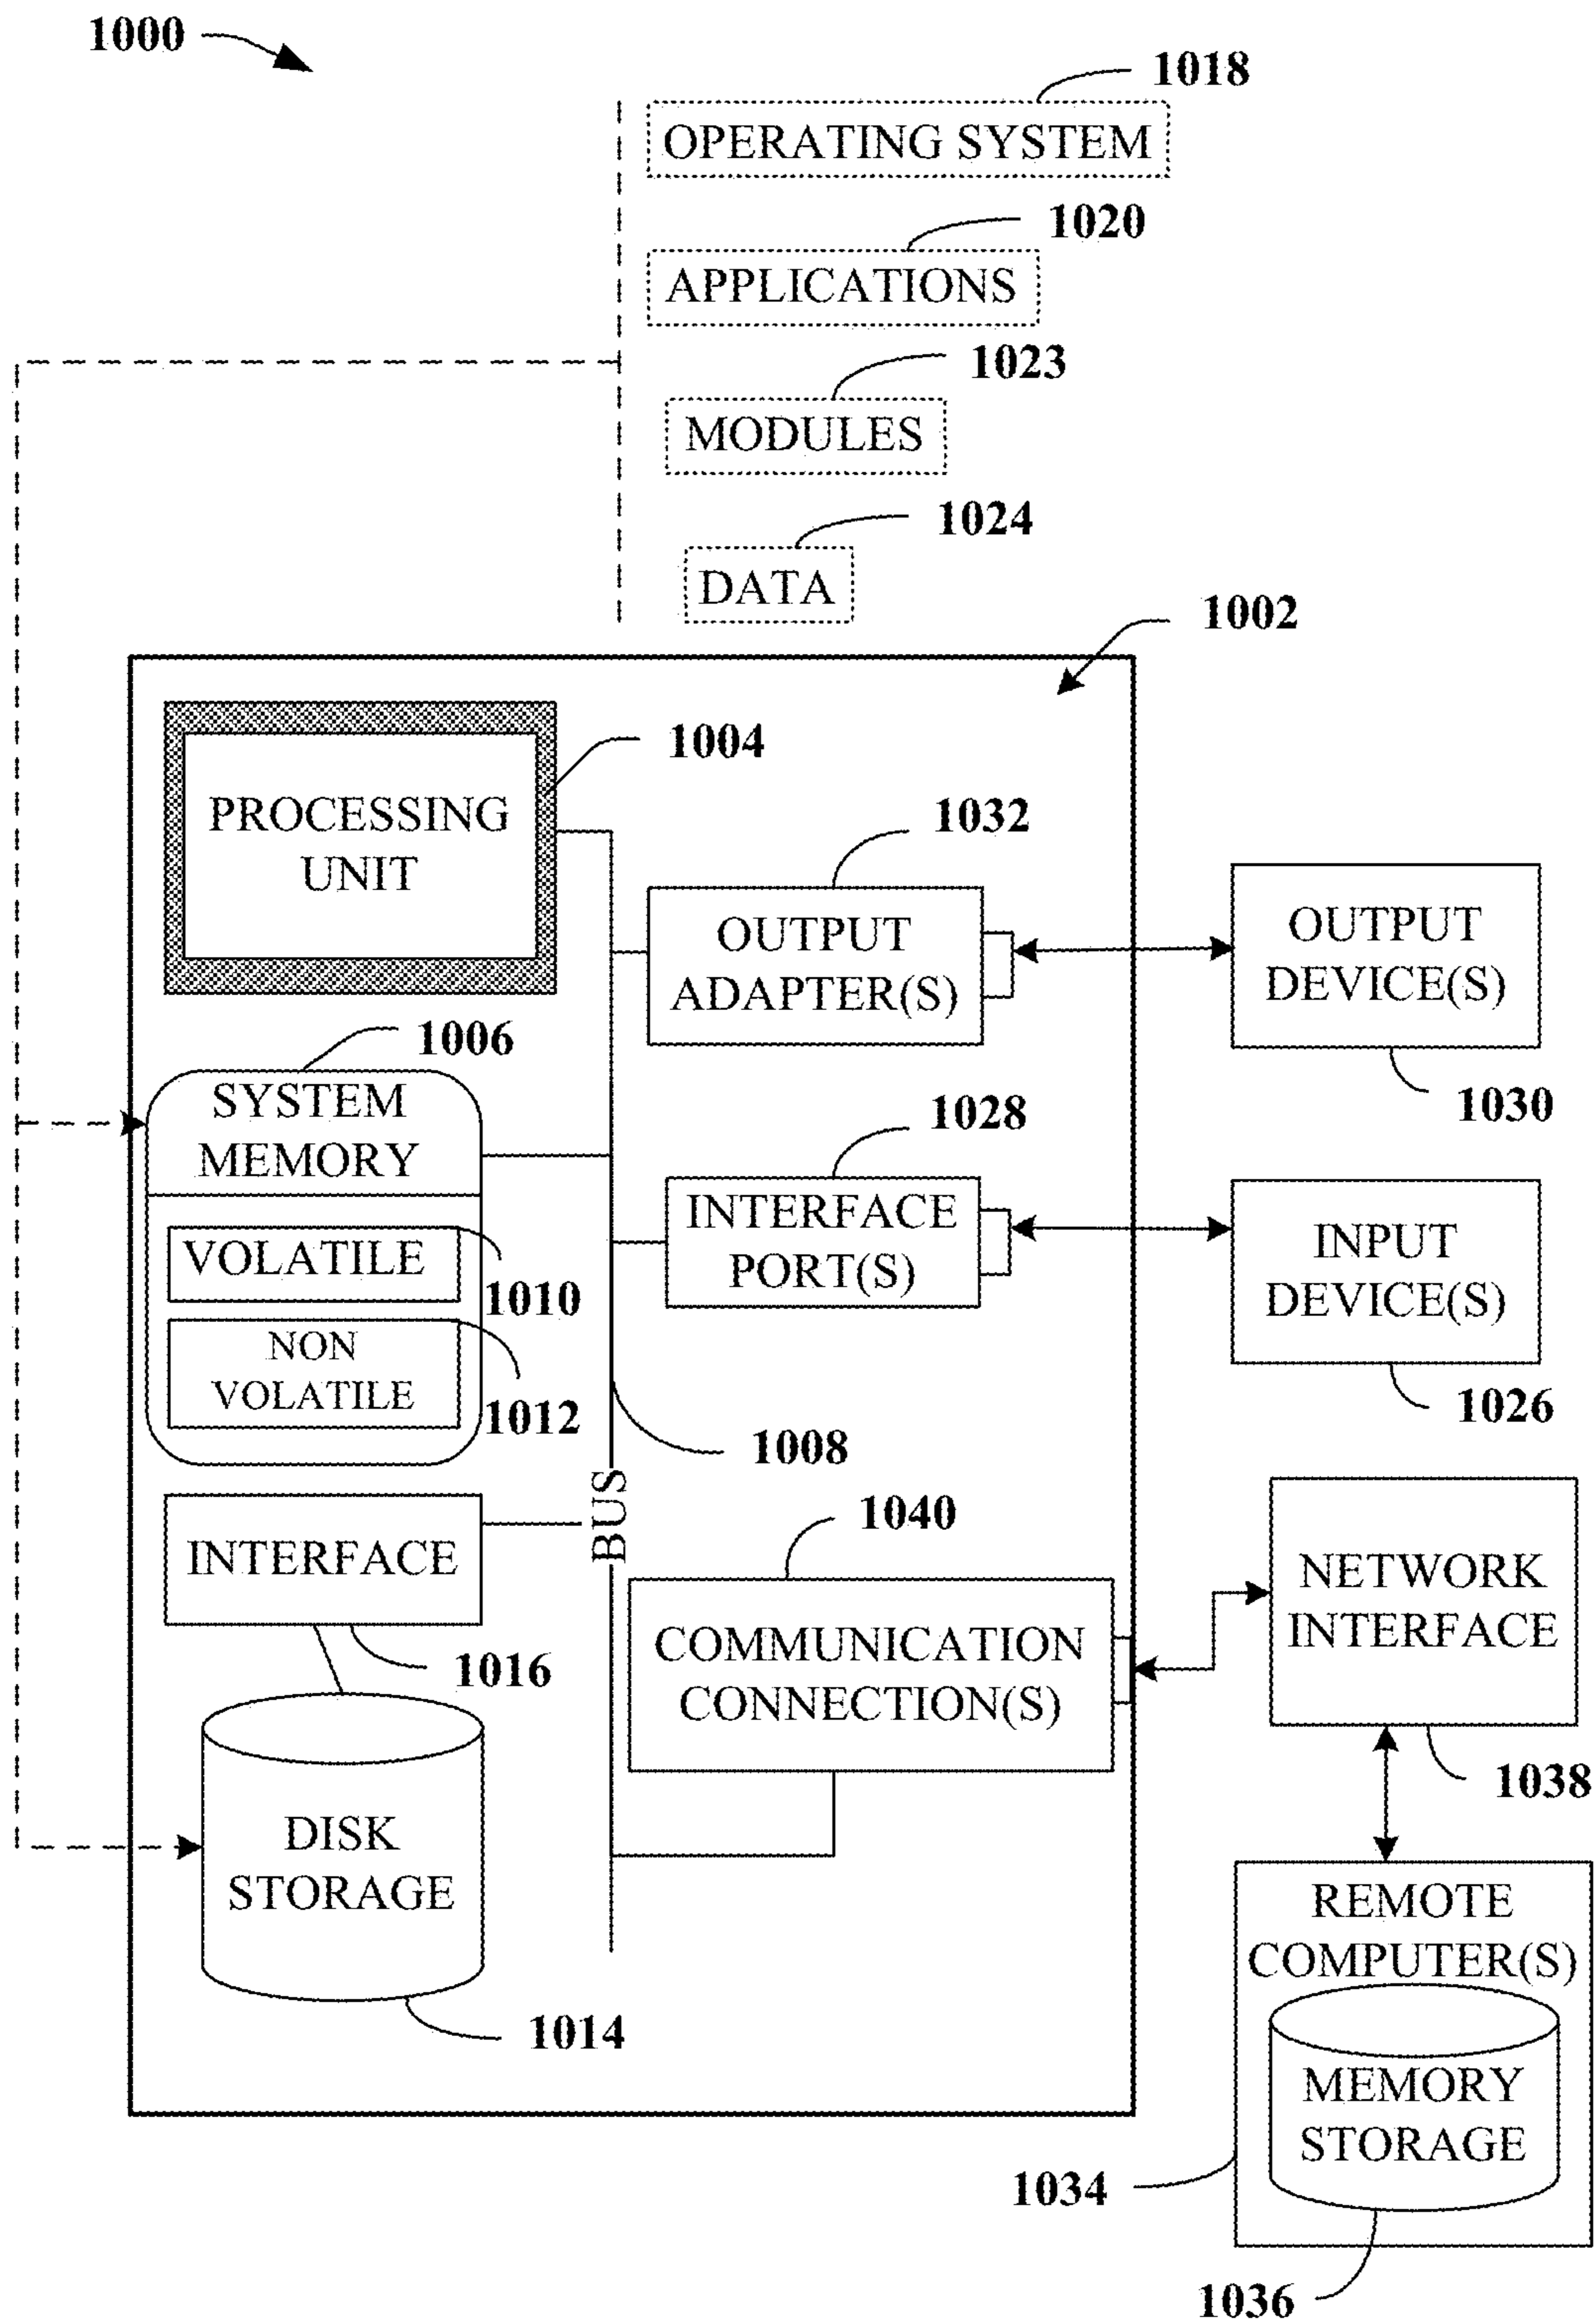 1000
1018
OPERATING SYSTEM
1020
APPLICATIONS
1023
MODULES
1024
DATA
1002
PROCESSING
UNIT
1004
1032
OUTPUT
ADAPTER(S)
OUTPUT
DEVICE(S)
1030
1006
SYSTEM
MEMORY
VOLATILE
1010
NON
VOLATILE
1012
1028
INTERFACE
PORT(S)
INPUT
DEVICE(S)
1026
1008
BUS
INTERFACE
1016
1040
COMMUNICATION
CONNECTION(S)
NETWORK
INTERFACE
1038
DISK
STORAGE
1014
REMOTE
COMPUTER(S)
MEMORY
STORAGE
1034
1036